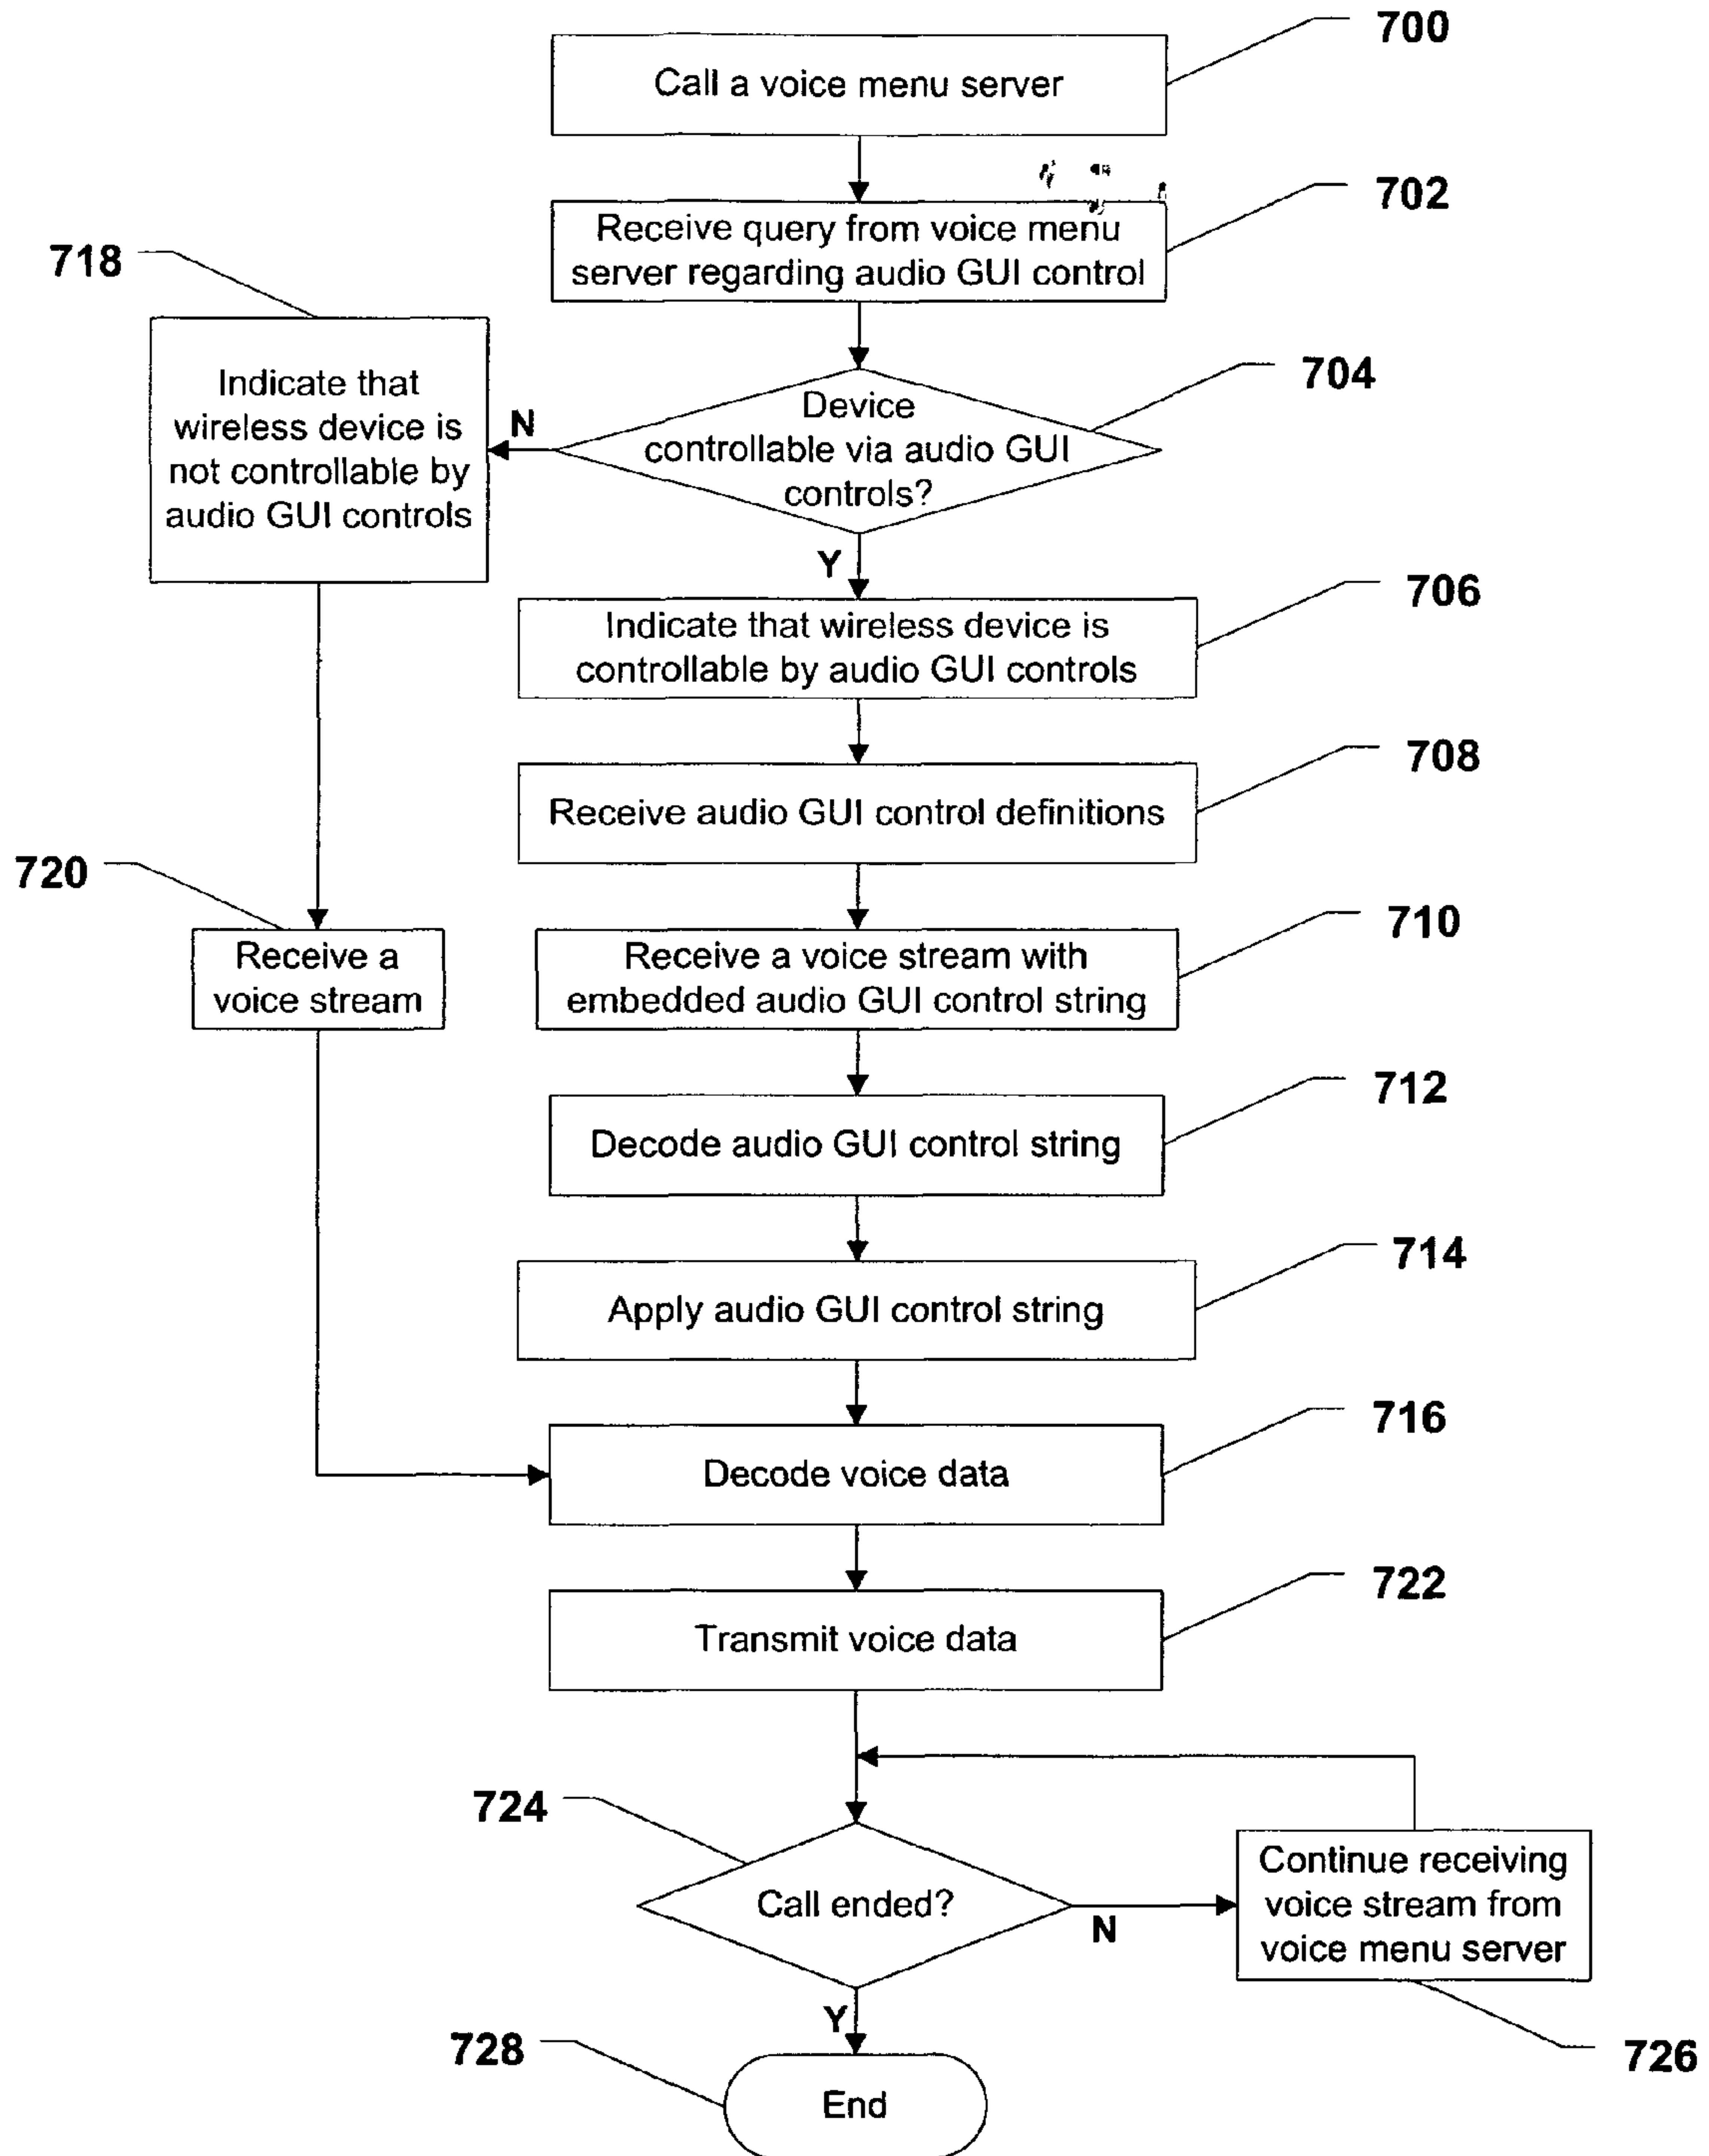 700
Call a voice menu server
702
Receive query from voice menu
server regarding audio GUI control
718
704
Indicate that
wireless device is
not controllable by
audio GUI controls
N
Device
controllable via audio GUI
controls?
Y
706
Indicate that wireless device is
controllable by audio GUI controls
708
Receive audio GUI control definitions
720
710
Receive a
voice stream
Receive a voice stream with
embedded audio GUI control string
712
Decode audio GUI control string
714
Apply audio GUI control string
716
Decode voice data
722
Transmit voice data
724
Call ended?
N
Continue receiving
voice stream from
voice menu server
Y
728
726
End